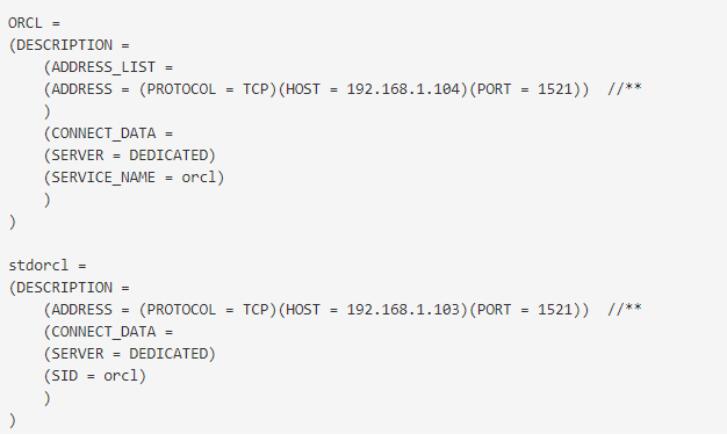 ORCL =
(DESCRIPTION =
    (ADDRESS_LIST =
    (ADDRESS = (PROTOCOL = TCP)(HOST = 192.168.1.104)(PORT = 1521))  //**
    )
    (CONNECT_DATA =
    (SERVER = DEDICATED)
    (SERVICE_NAME = orcl)
    )
)

stdorcl =
(DESCRIPTION =
    (ADDRESS = (PROTOCOL = TCP)(HOST = 192.168.1.103)(PORT = 1521))  //**
    (CONNECT_DATA =
    (SERVER = DEDICATED)
    (SID = orcl)
    )
)